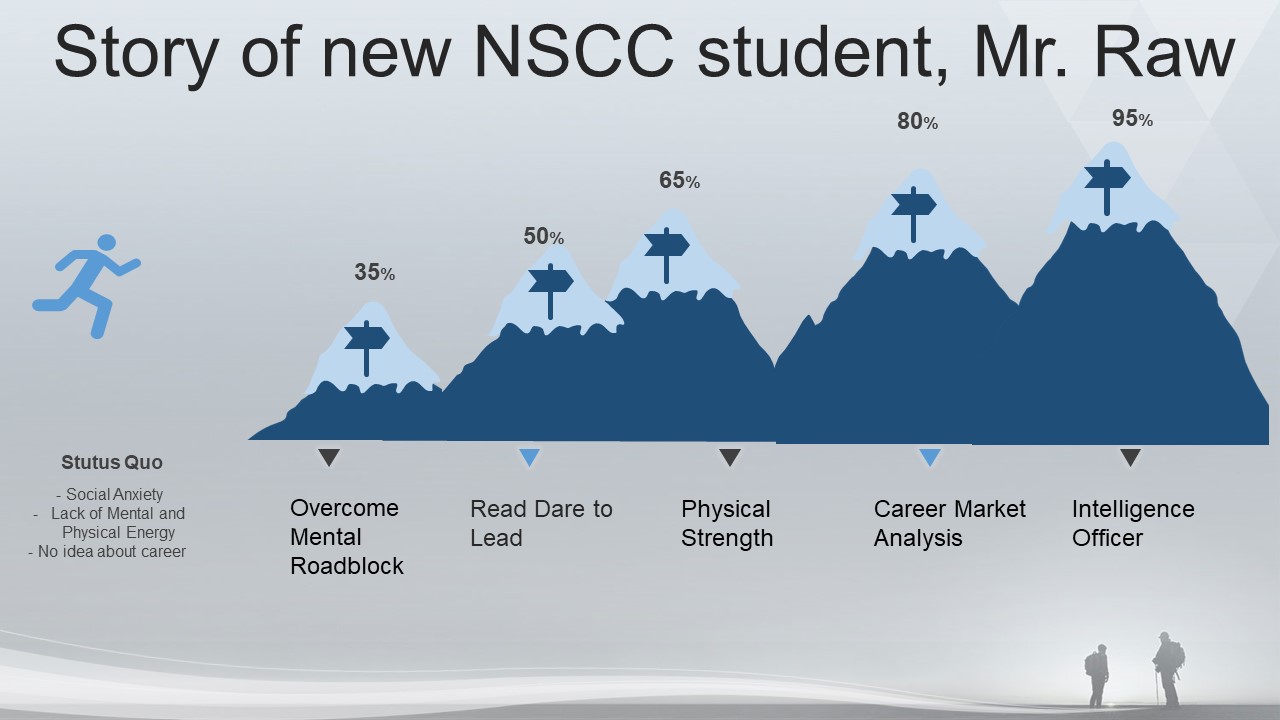 Story of new NSCC student, Mr. Raw
35%
50%
65%
80%
95%
Stutus Quo
- Social Anxiety
- Lack of Mental and
Physical Energy
- No idea about career
Overcome
Mental
Roadblock
Read Dare to
Lead
Physical
Strength
Career Market
Analysis
Intelligence
Officer